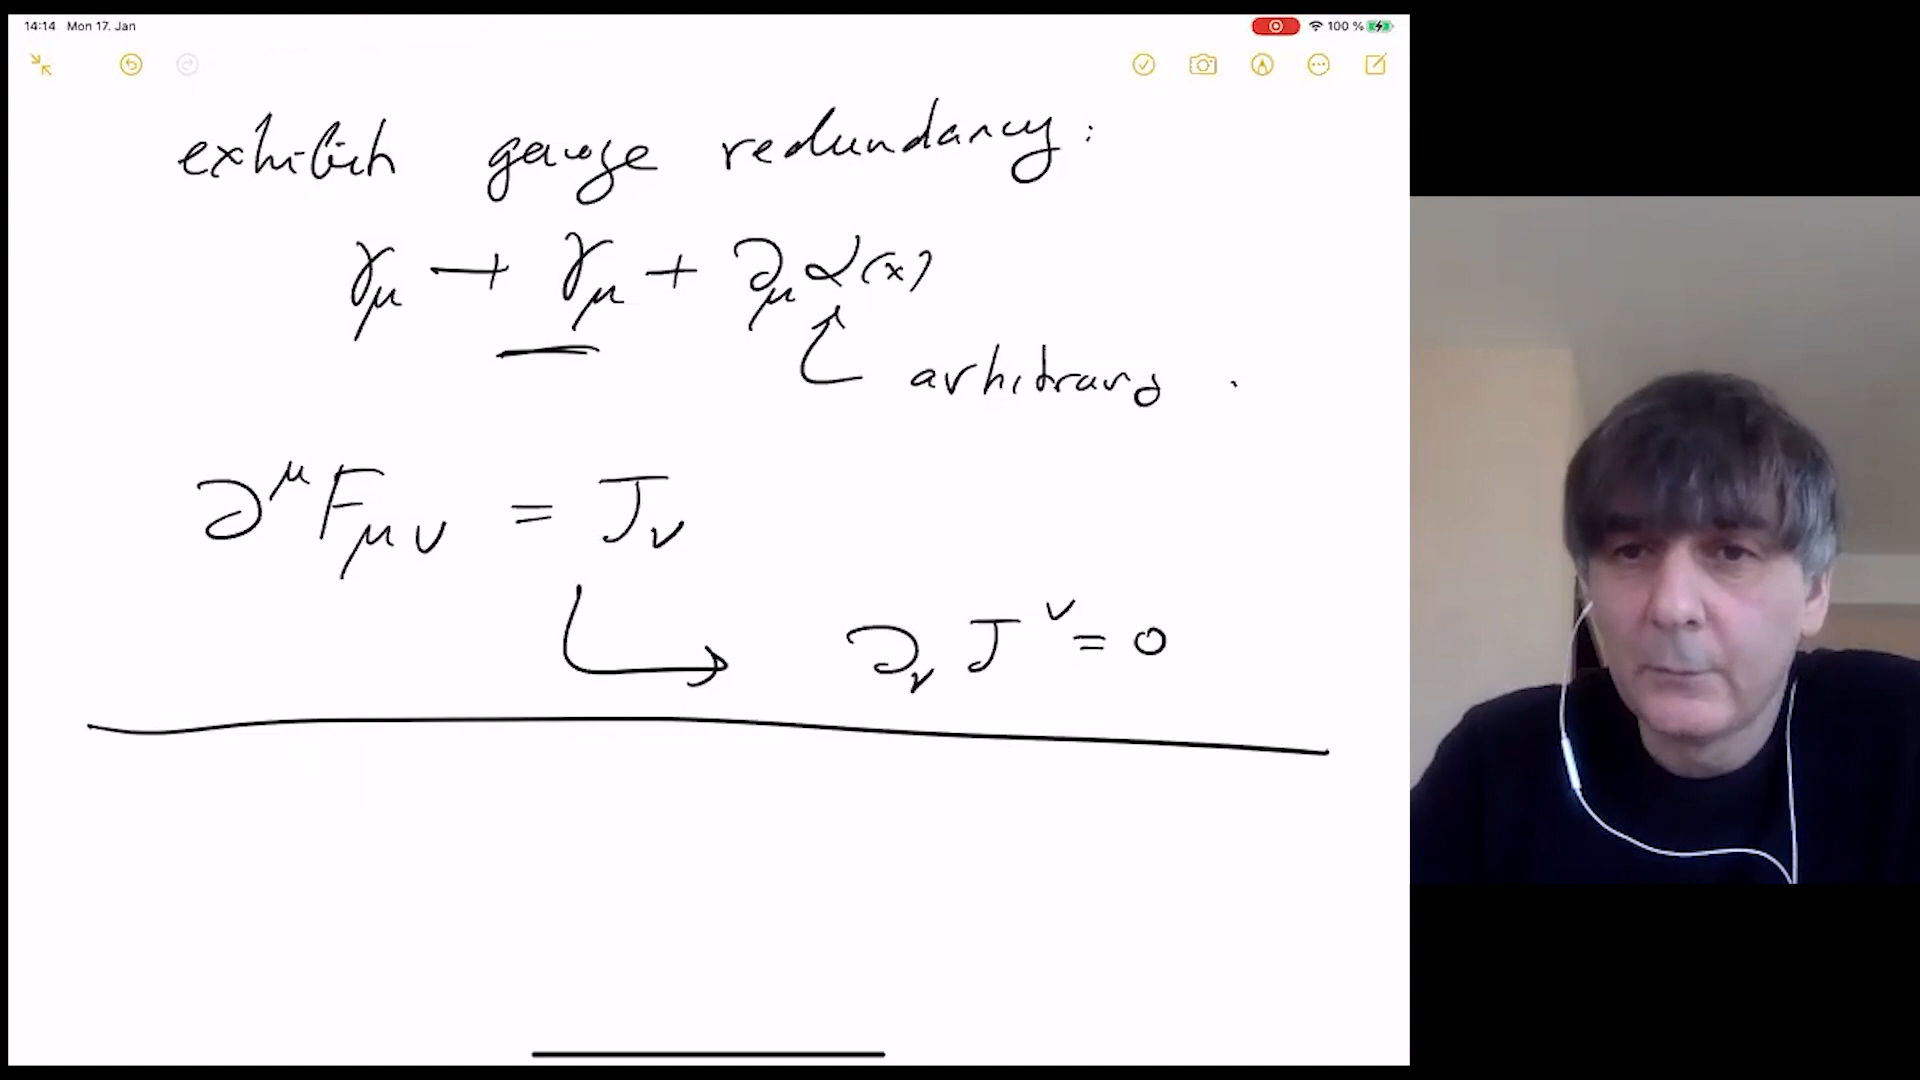 14:14 Mon 17. Jan 100 %
exhibit gauge redundancy:
γ_μ → γ_μ + ∂_μ α(x)
arbitrary.
∂^μ F_μν = J_ν
∂_ν J^ν = 0